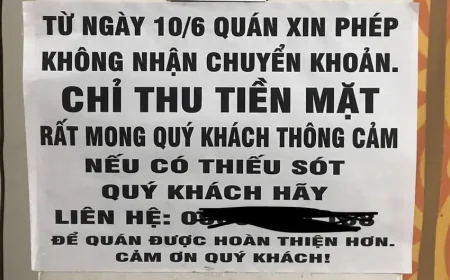 TỪ NGÀY 10/6 QUÁN XIN PHÉP
KHÔNG NHẬN CHUYỂN KHOẢN.
CHỈ THU TIỀN MẶT
RẤT MONG QUÝ KHÁCH THÔNG CẢM
NẾU CÓ THIẾU SÓT
QUÝ KHÁCH HÃY
LIÊN HỆ:
ĐỂ QUÁN ĐƯỢC HOÀN THIỆN HƠN.
CẢM ƠN QUÝ KHÁCH!